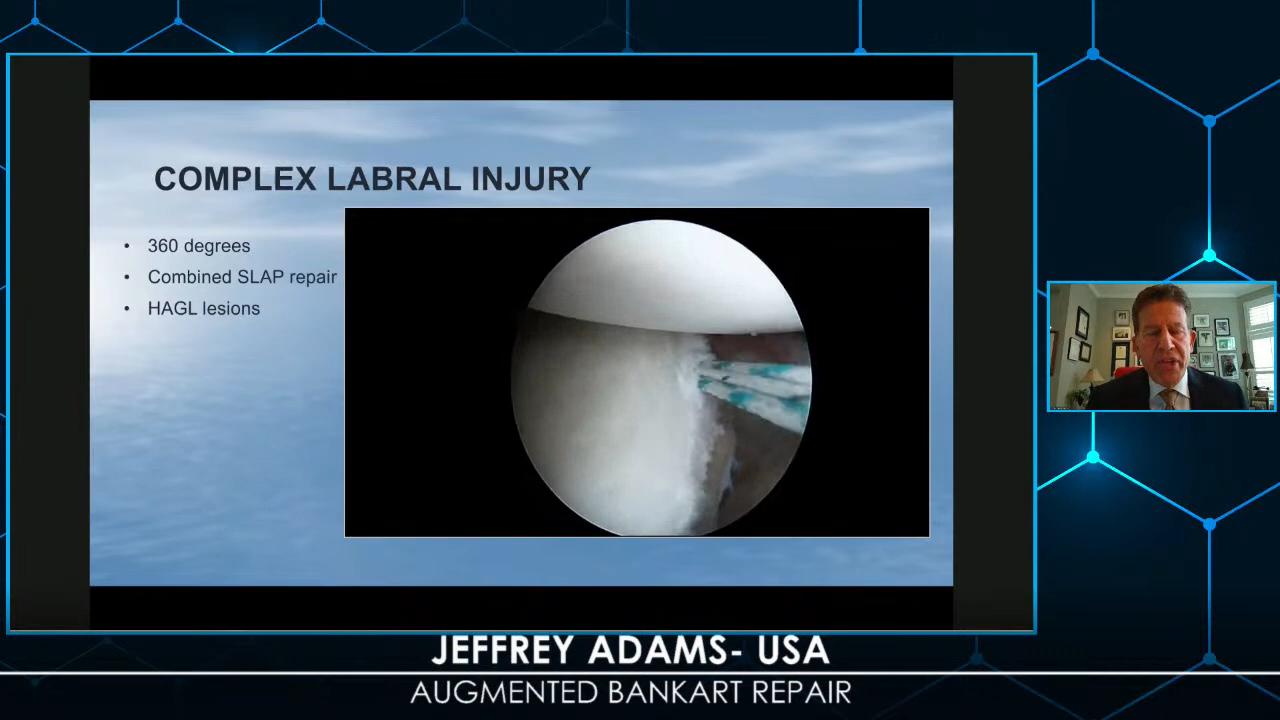 COMPLEX LABRAL INJURY
• 360 degrees
• Combined SLAP repair
• HAGL lesions
JEFFREY ADAMS- USA
AUGMENTED BANKART REPAIR